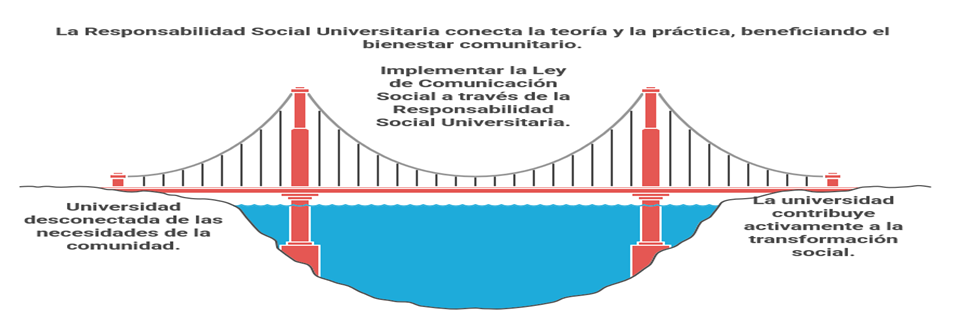 La Responsabilidad Social Universitaria conecta la teoría y la práctica, beneficiando el
bienestar comunitario.
Implementar la Ley
de Comunicación
Social a través de la
Responsabilidad
Social Universitaria.
Universidad
desconectada de las
necesidades de la
comunidad.
La universidad
contribuye
activamente a la
transformación
social.